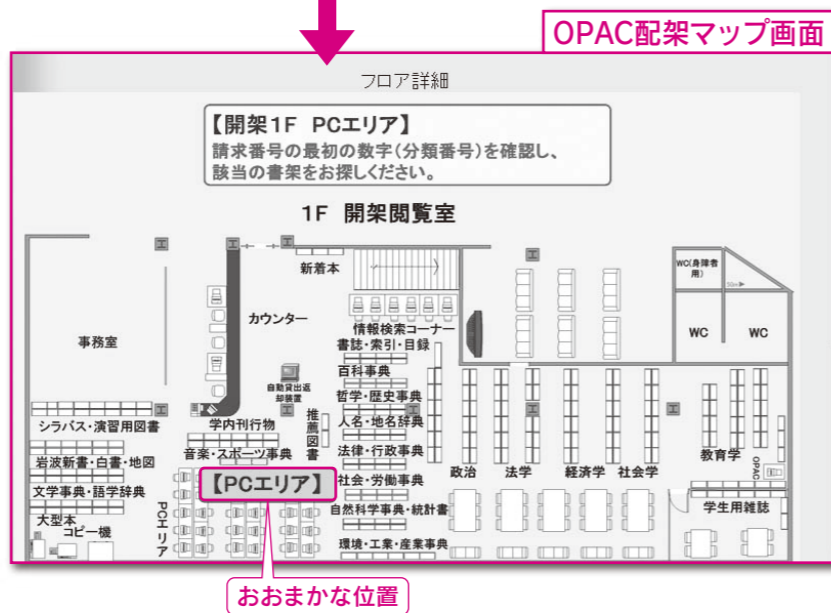 OPAC配架マップ画面
フロア詳細
【開架1F PCエリア】
請求番号の最初の数字(分類番号)を確認し、
該当の書架をお探しください。
1F 開架閲覧室
新着本
WC(身障者
用)
カウンター
情報検索コーナー
事務室
WC
WC
書誌・索引・目録
百科事典
自動貸出返
却装置
哲学・歴史事典
シラバス・演習用図書
学内刊行物
推薦図書
人名・地名辞典
岩波新書・白書・地図
音楽・スポーツ事典
法律・行政事典
政治
法学
経済学
社会学
教育学
OPAC
文学事典・語学辞典
【PCエリア】
社会・労働事典
大型本
コピー機
PCエリア
自然科学事典・統計書
学生用雑誌
環境・工業・産業事典
おおまかな位置